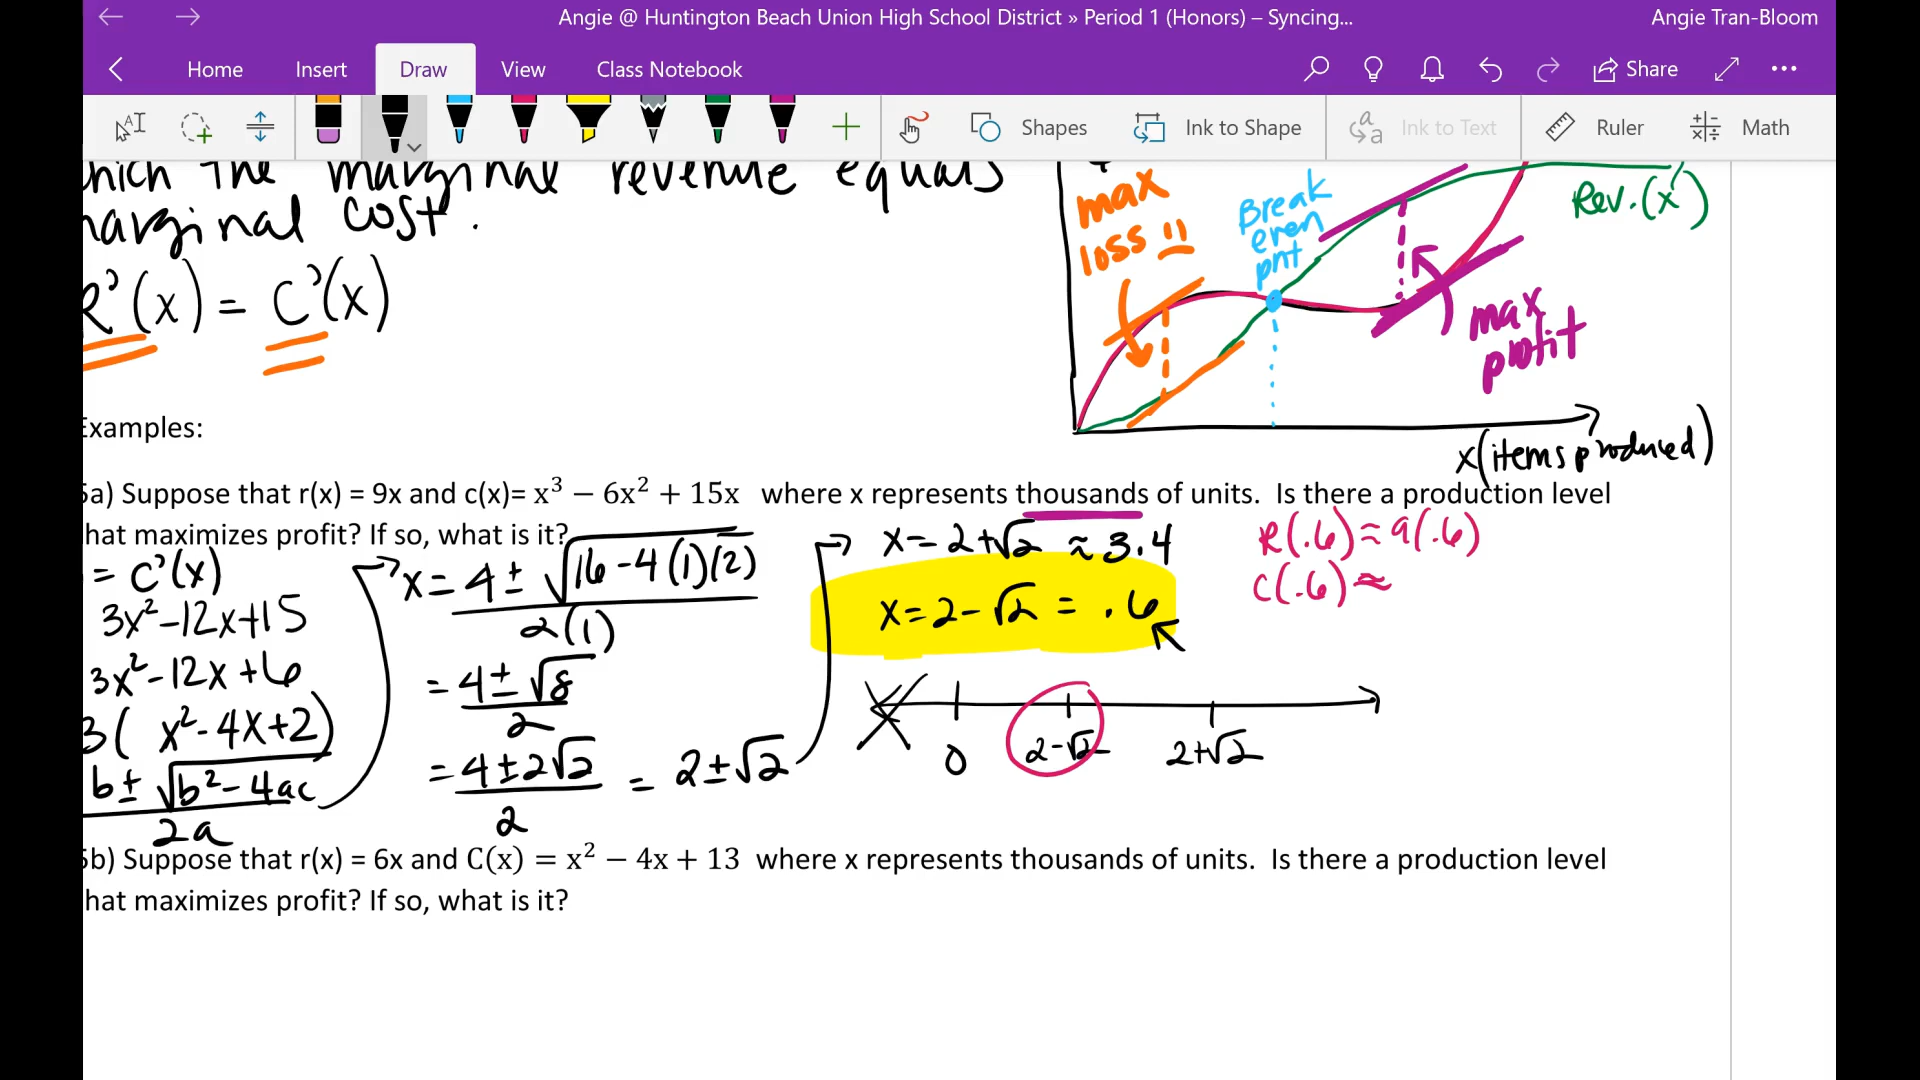 Angie @ Huntington Beach Union High School District » Period 1 (Honors) – Syncing...
Angie Tran-Bloom
Home Insert Draw View Class Notebook Share
Shapes Ink to Shape Ink to Text Ruler Math
hich the marginal revenue equals
marginal cost.
R'(x) = C'(x)
max
loss
Break
even
pnt
Rev.(x)
max
profit
x(items produced)
Examples:
5a) Suppose that r(x) = 9x and c(x)= x³ − 6x² + 15x where x represents thousands of units. Is there a production level
hat maximizes profit? If so, what is it?
= C'(x)
3x²-12x+15
3x²-12x+6
3( x²-4x+2)
b± √b²-4ac
2a
x= 4 ± √16-4(1)(2)
2(1)
= 4±√8
2
= 4±2√2 = 2±√2
2
x=2+√2 ≈3.4
x=2-√2 = .6
R(.6)≈9(.6)
C(.6)≈
0 2-√2 2+√2
5b) Suppose that r(x) = 6x and C(x) = x² − 4x + 13 where x represents thousands of units. Is there a production level
hat maximizes profit? If so, what is it?